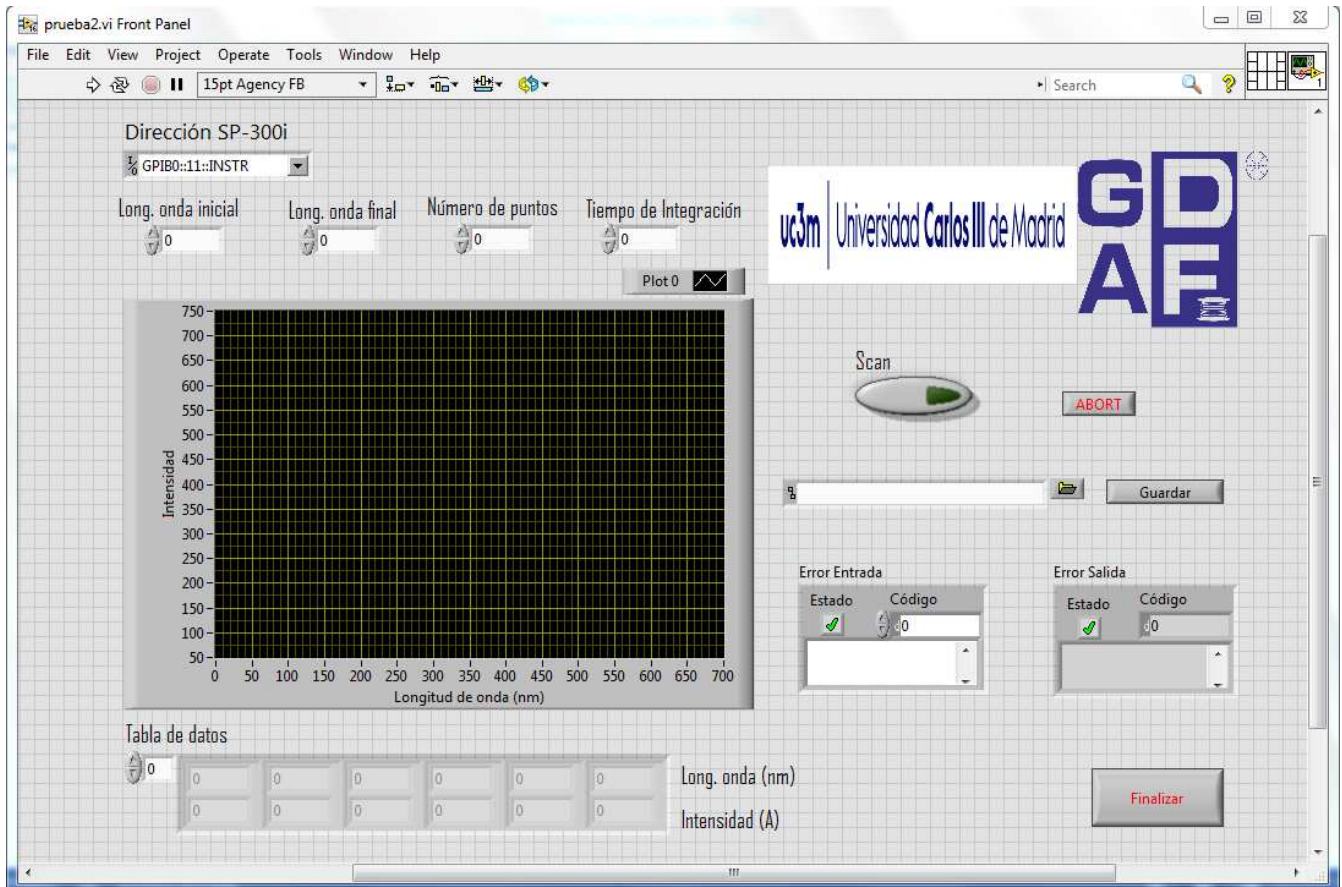 prueba2.vi Front Panel
File Edit View Project Operate Tools Window Help
15pt Agency FB
Search
1
Dirección SP-300i
GPIB0::11::INSTR
Long. onda inicial Long. onda final Número de puntos Tiempo de Integración
0 0 0 0
uc3m Universidad Carlos III de Madrid
G D
A F
Plot 0
750
700
650
600
550
500
450
400
350
300
250
200
150
100
50
Intensidad
0 50 100 150 200 250 300 350 400 450 500 550 600 650 700
Longitud de onda (nm)
Scan
ABORT
Guardar
Error Entrada Error Salida
Estado Código Estado Código
0 0
Tabla de datos
0
0 0 0 0 0 0 Long. onda (nm)
0 0 0 0 0 0 Intensidad (A)
Finalizar